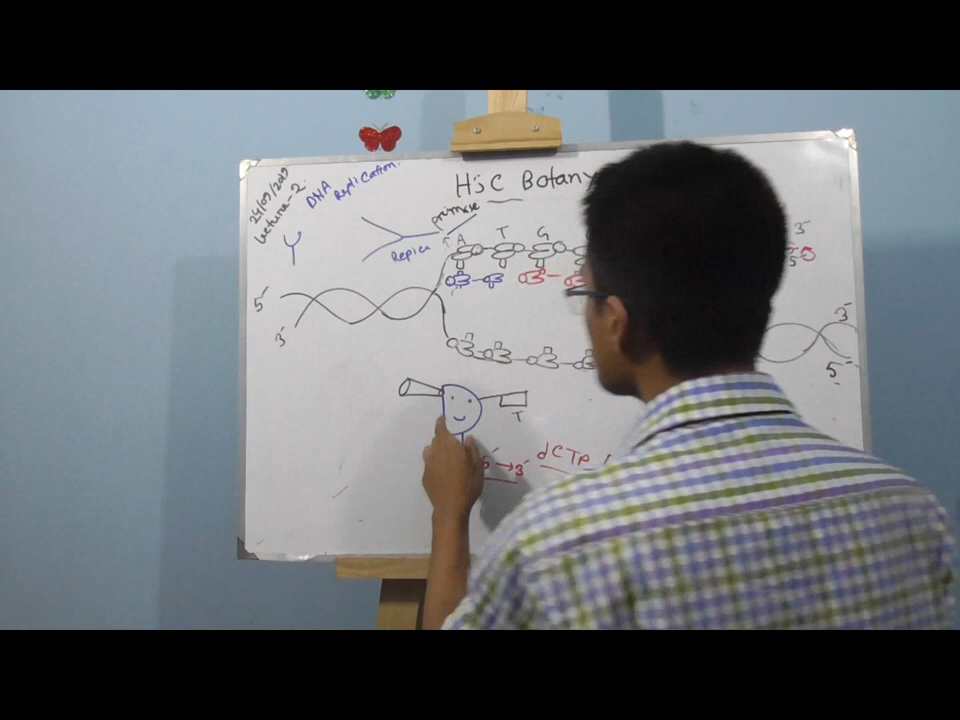 24/09/2019
Lecture-2.
DNA
Replication.
HSC Botany
primase
Replica
A T G
3'
5'
5'
3'
3'
5'
T
5' → 3' dCTP